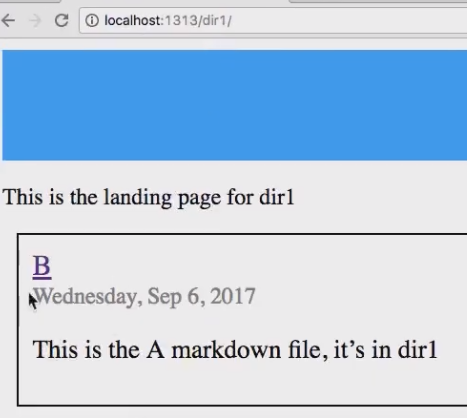 localhost:1313/dir1/
This is the landing page for dir1
B
Wednesday, Sep 6, 2017
This is the A markdown file, it’s in dir1